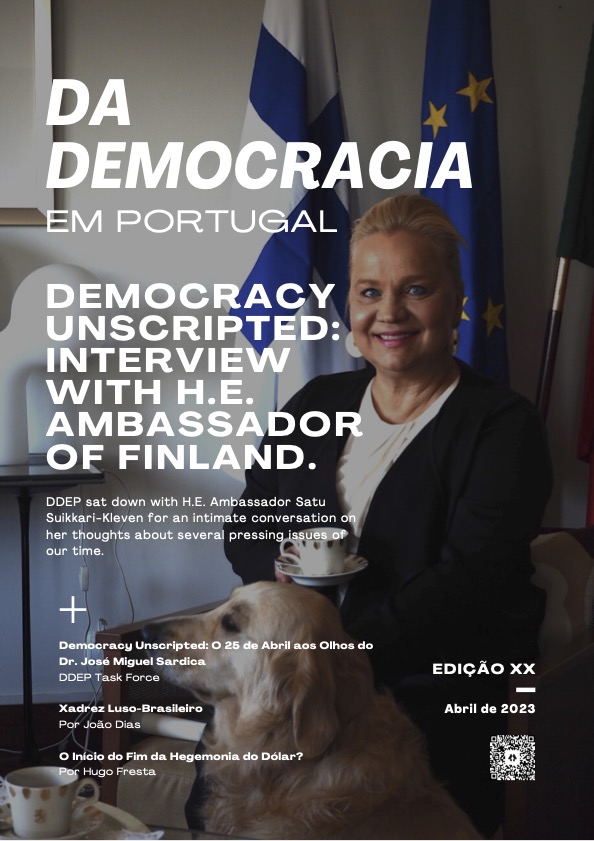 DA
DEMOCRACIA
EM PORTUGAL
DEMOCRACY
UNSCRIPTED:
INTERVIEW
WITH H.E.
AMBASSADOR
OF FINLAND.
DDEP sat down with H.E. Ambassador Satu
Suikkari-Kleven for an intimate conversation on
her thoughts about several pressing issues of
our time.
+
Democracy Unscripted: O 25 de Abril aos Olhos do
Dr. José Miguel Sardica
DDEP Task Force
Xadrez Luso-Brasileiro
Por João Dias
O Início do Fim da Hegemonia do Dólar?
Por Hugo Fresta
EDIÇÃO XX
Abril de 2023